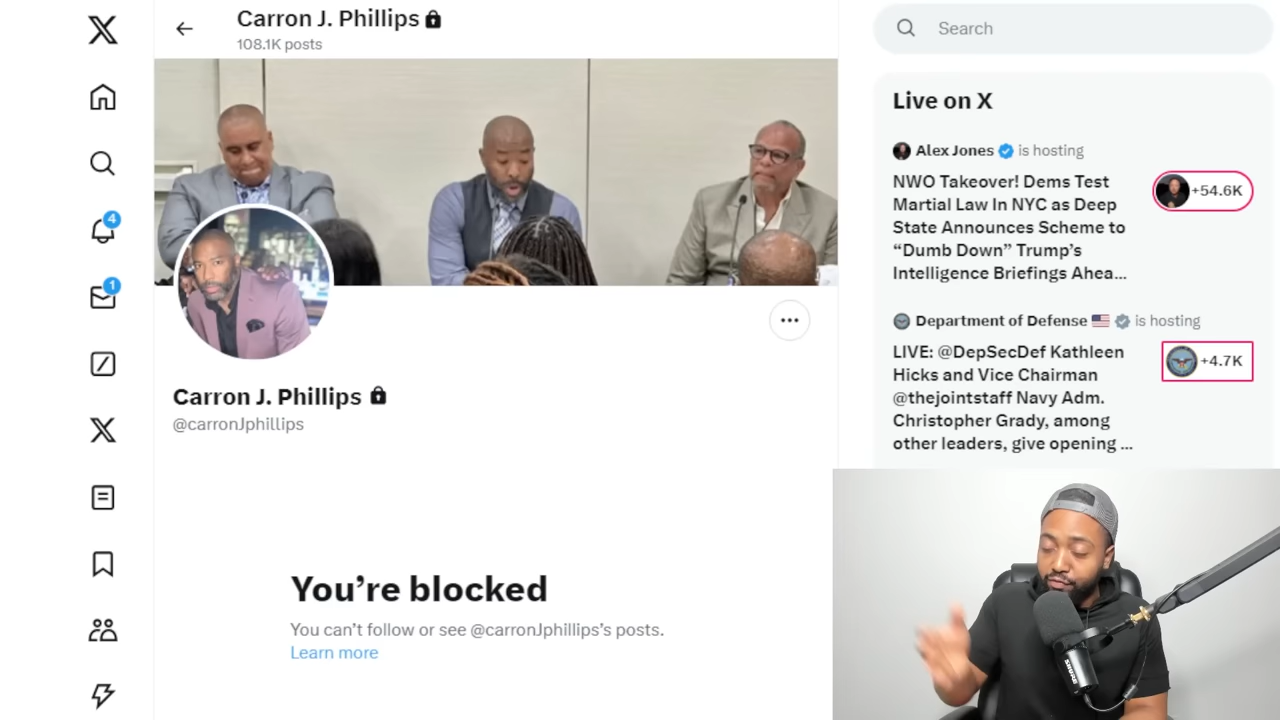 Carron J. Phillips
108.1K posts
4
1
Carron J. Phillips
@carronJphillips
You’re blocked
You can’t follow or see @carronJphillips’s posts.
Learn more
Search
Live on X
Alex Jones is hosting
NWO Takeover! Dems Test
Martial Law In NYC as Deep
State Announces Scheme to
“Dumb Down” Trump’s
Intelligence Briefings Ahea...
+54.6K
Department of Defense is hosting
LIVE: @DepSecDef Kathleen
Hicks and Vice Chairman
@thejointstaff Navy Adm.
Christopher Grady, among
other leaders, give opening ...
+4.7K
SHURE